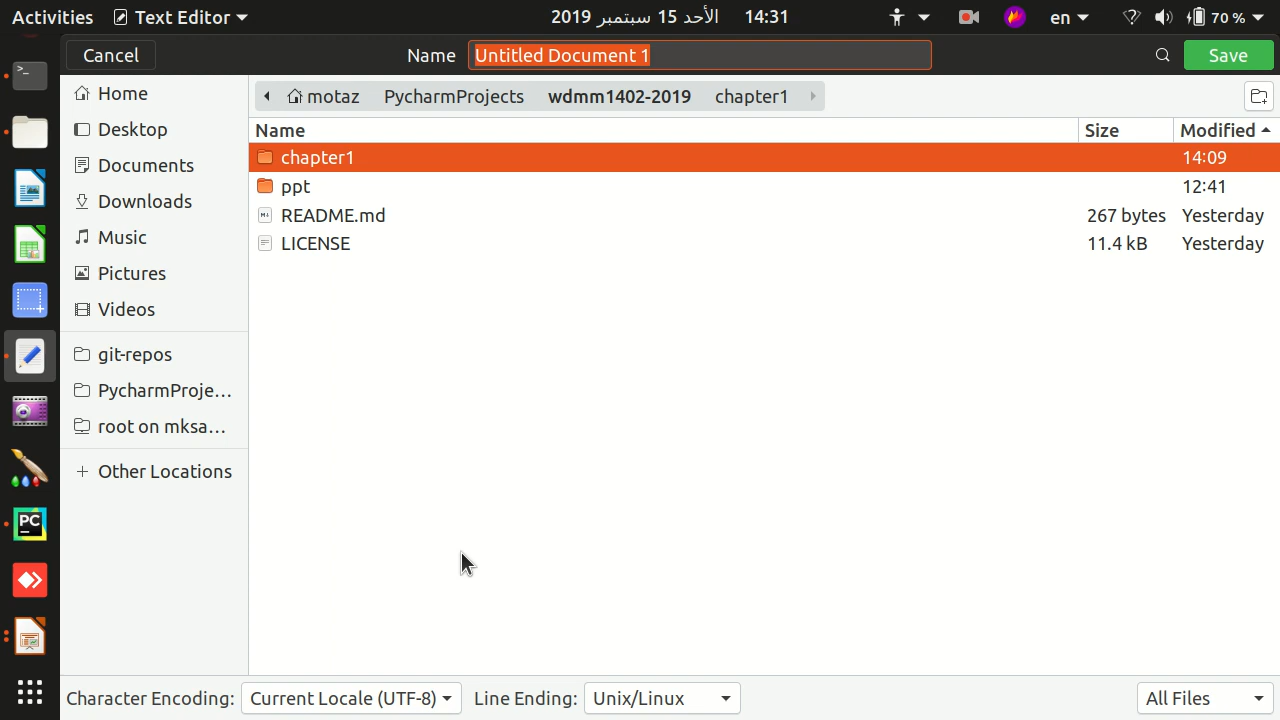 Activities Text Editor الأحد 15 سبتمبر 2019 14:31 en 70 %
Cancel Name Untitled Document 1 Save
Home motaz PycharmProjects wdmm1402-2019 chapter1
Desktop Name Size Modified
Documents chapter1 14:09
Downloads ppt 12:41
Music README.md 267 bytes Yesterday
Pictures LICENSE 11.4 kB Yesterday
Videos
git-repos
PycharmProje...
root on mksa...
+ Other Locations
PC
Character Encoding: Current Locale (UTF-8) Line Ending: Unix/Linux All Files